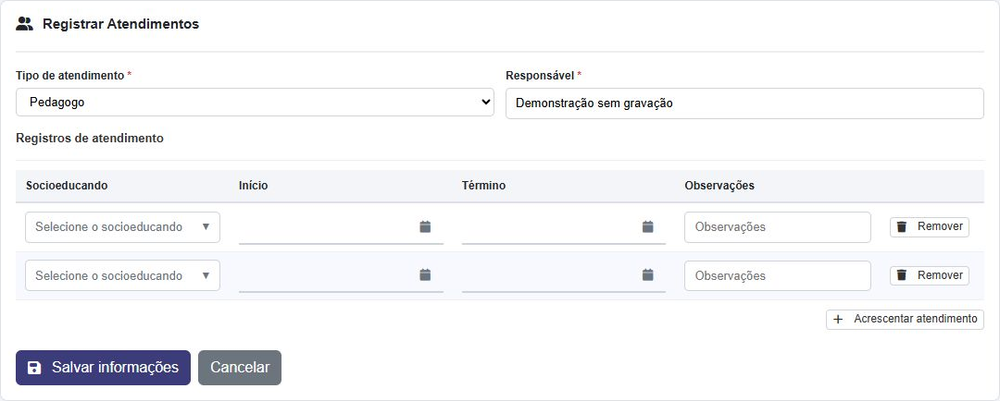 Registrar Atendimentos
Tipo de atendimento * Responsável *
Pedagogo Demonstração sem gravação
Registros de atendimento
Socioeducando Início Término Observações
Selecione o socioeducando Observações Remover
Selecione o socioeducando Observações Remover
+ Acrescentar atendimento
Salvar informações Cancelar